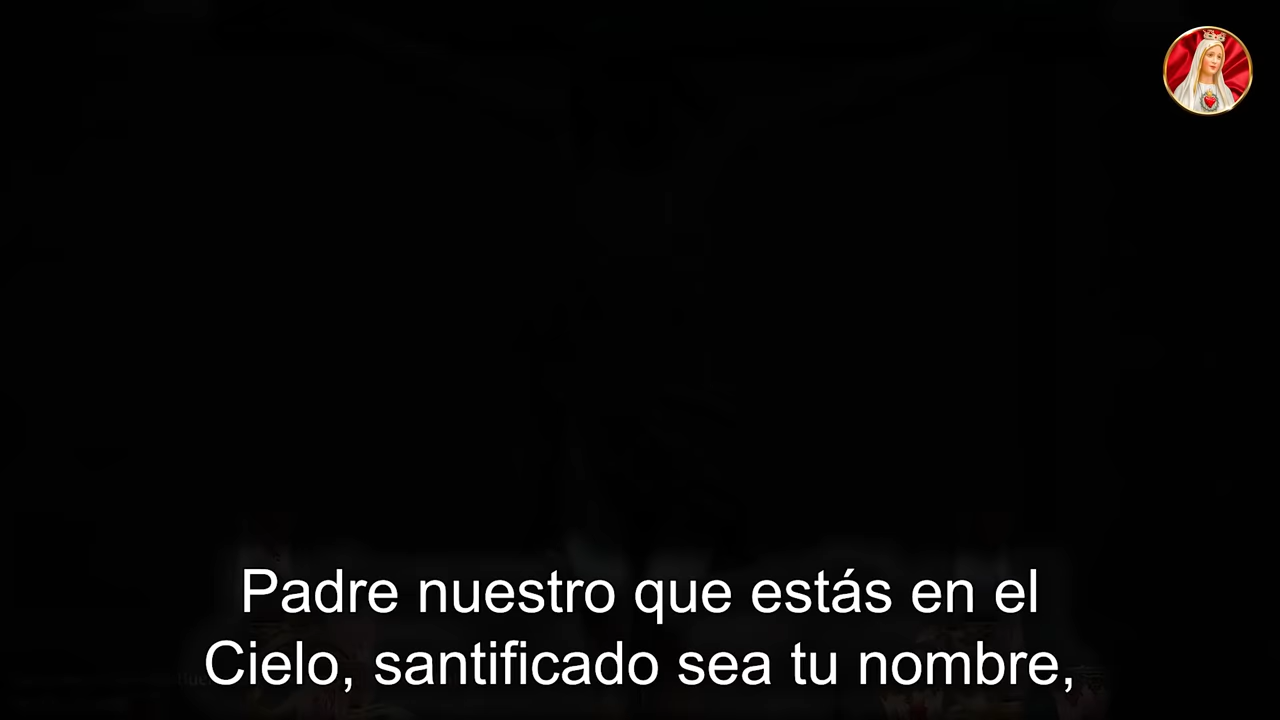 Padre nuestro que estás en el
Cielo, santificado sea tu nombre,